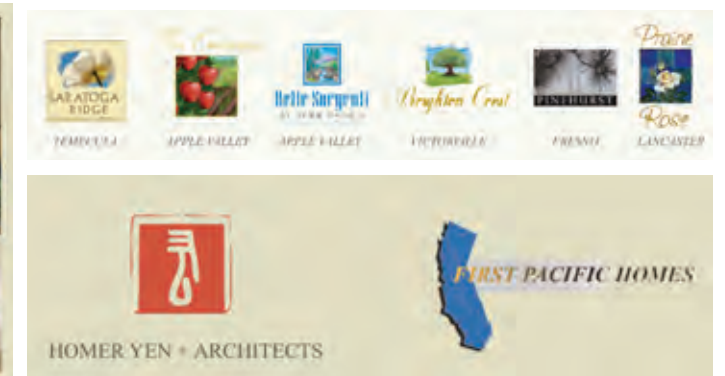 SARATOGA
RIDGE
TEMECULA
APPLE VALLEY
Belle Sorgenti
APPLE VALLEY
Brighton Crest
VICTORVILLE
PINEHURST
FRESNO
Prairie
Rose
LANCASTER
HOMER YEN + ARCHITECTS
FIRST PACIFIC HOMES